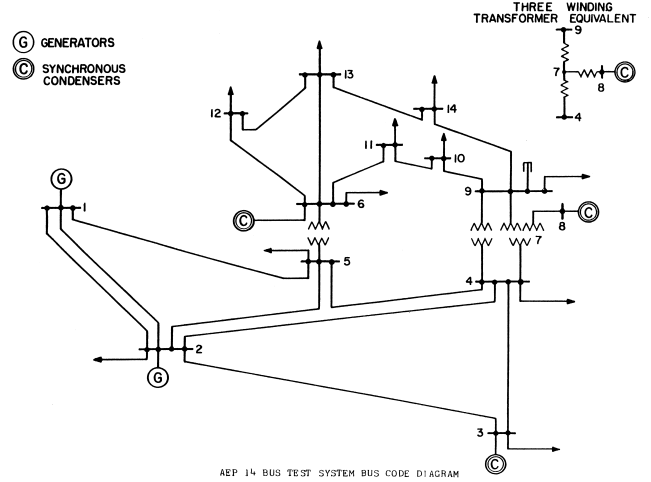 THREE WINDING
TRANSFORMER EQUIVALENT
9
7
C
8
4
G GENERATORS
C SYNCHRONOUS
CONDENSERS
13
14
12
11
10
9
G
1
6
C
8
C
7
5
4
2
G
3
C
AEP 14 BUS TEST SYSTEM BUS CODE DIAGRAM